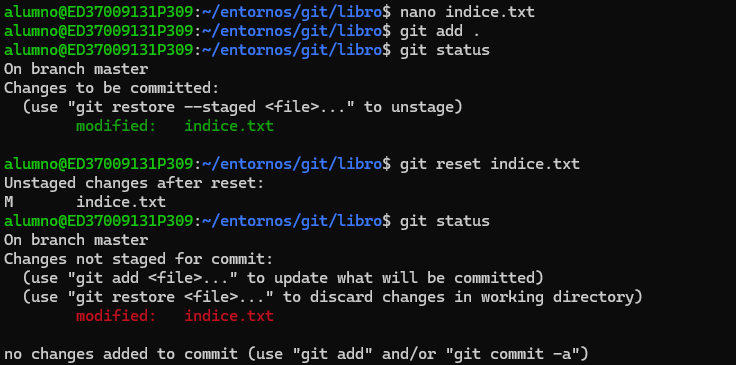 alumno@ED37009131P309:~/entornos/git/libro$ nano indice.txt
alumno@ED37009131P309:~/entornos/git/libro$ git add .
alumno@ED37009131P309:~/entornos/git/libro$ git status
On branch master
Changes to be committed:
  (use "git restore --staged <file>..." to unstage)
        modified:   indice.txt

alumno@ED37009131P309:~/entornos/git/libro$ git reset indice.txt
Unstaged changes after reset:
M       indice.txt
alumno@ED37009131P309:~/entornos/git/libro$ git status
On branch master
Changes not staged for commit:
  (use "git add <file>..." to update what will be committed)
  (use "git restore <file>..." to discard changes in working directory)
        modified:   indice.txt

no changes added to commit (use "git add" and/or "git commit -a")